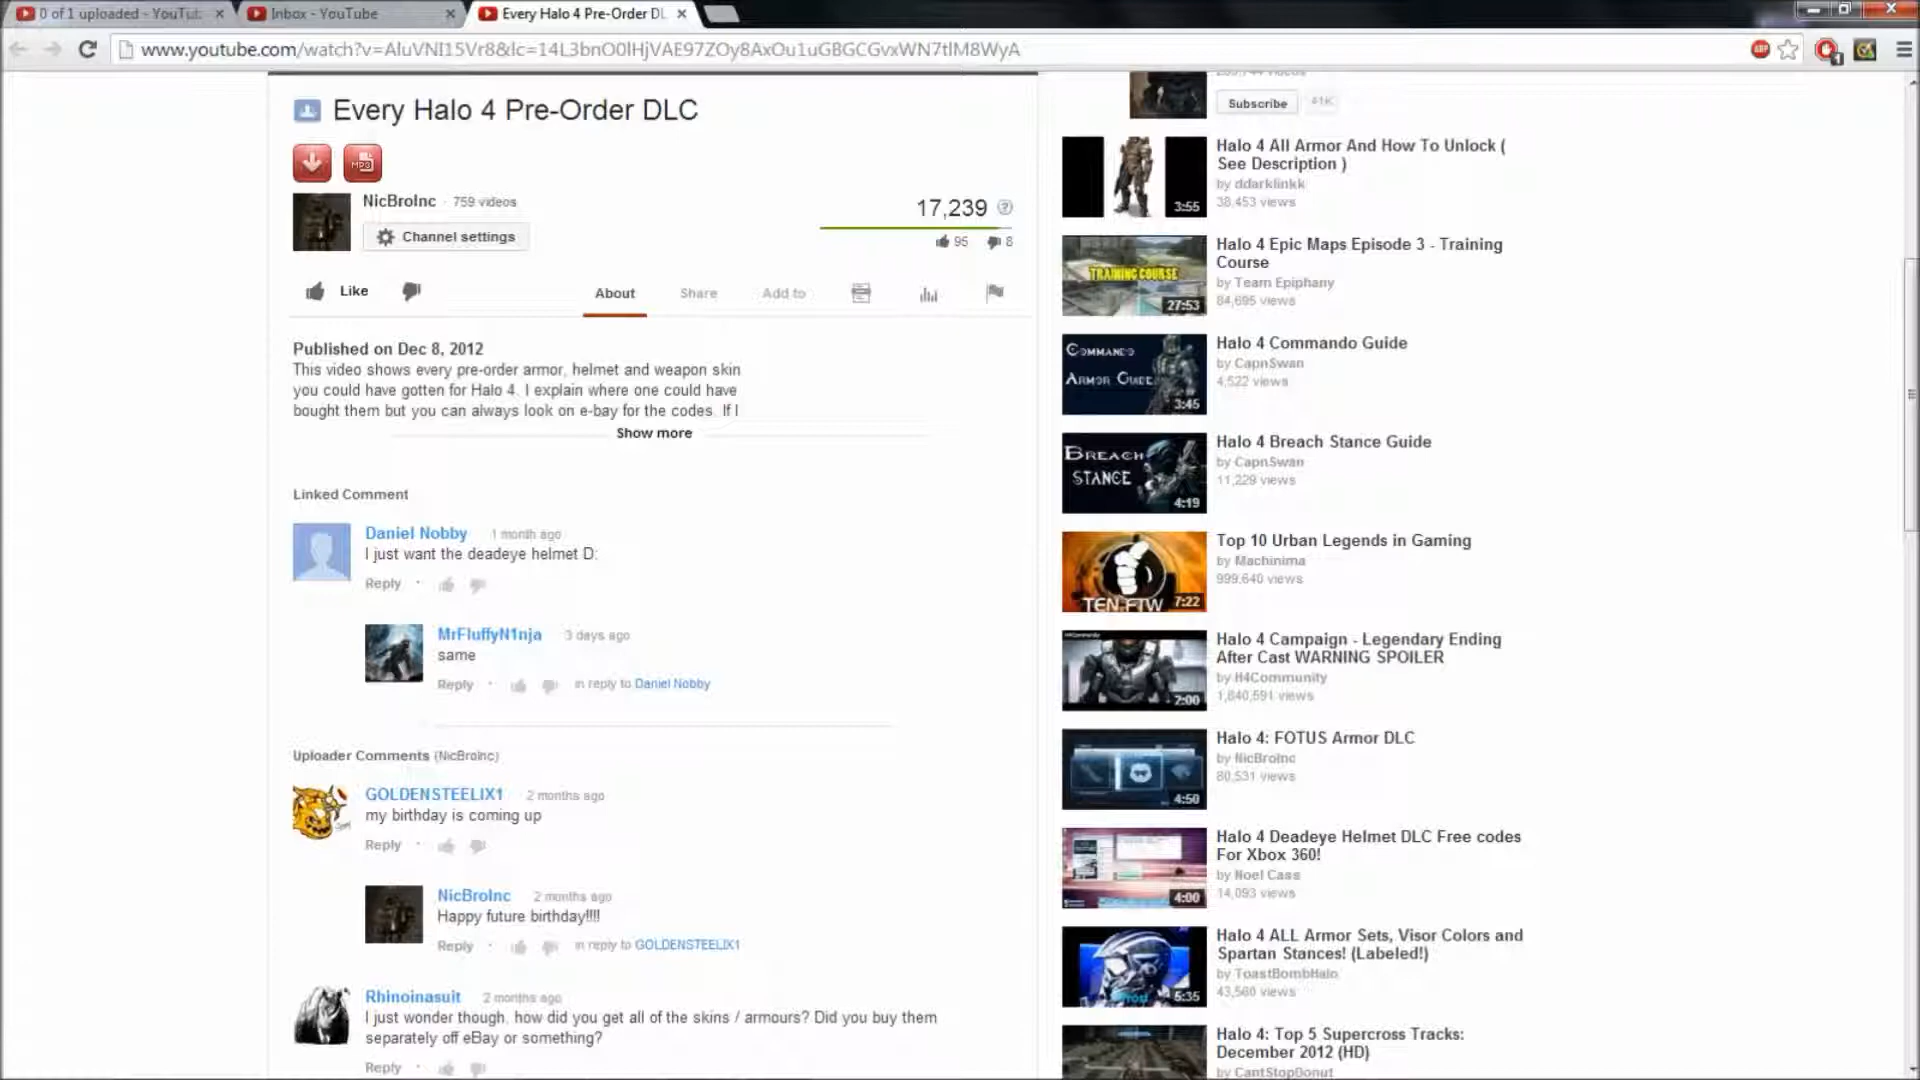 0 of 1 uploaded - YouTub
Inbox - YouTube
Every Halo 4 Pre-Order DL
www.youtube.com/watch?v=AluVNI15Vr8&lc=14L3bnO0lHjVAE97ZOy8AxOu1uGBGCGvxWN7tlM8WyA
Every Halo 4 Pre-Order DLC
MP3
NicBroInc · 759 videos
Channel settings
17,239
95 8
Like
About
Share
Add to
Published on Dec 8, 2012
This video shows every pre-order armor, helmet and weapon skin
you could have gotten for Halo 4. I explain where one could have
bought them but you can always look on e-bay for the codes. If I
Show more
Linked Comment
Daniel Nobby 1 month ago
I just want the deadeye helmet D:
Reply ·
MrFluffyN1nja 3 days ago
same
Reply · in reply to Daniel Nobby
Uploader Comments (NicBroInc)
GOLDENSTEELIX1 2 months ago
my birthday is coming up
Reply ·
NicBroInc 2 months ago
Happy future birthday!!!!
Reply · in reply to GOLDENSTEELIX1
Rhinoinasuit 2 months ago
I just wonder though, how did you get all of the skins / armours? Did you buy them
separately off eBay or something?
Reply ·
Subscribe 41K
3:55
Halo 4 All Armor And How To Unlock (
See Description )
by ddarklinkk
38,453 views
TRAINING COURSE
27:53
Halo 4 Epic Maps Episode 3 - Training
Course
by Team Epiphany
84,695 views
COMMANDO
ARMOR GUIDE
3:45
Halo 4 Commando Guide
by CapnSwan
4,522 views
BREACH
STANCE
4:19
Halo 4 Breach Stance Guide
by CapnSwan
11,229 views
TEN.FTW
7:22
Top 10 Urban Legends in Gaming
by Machinima
999,640 views
H4Community
2:00
Halo 4 Campaign - Legendary Ending
After Cast WARNING SPOILER
by H4Community
1,840,591 views
4:50
Halo 4: FOTUS Armor DLC
by NicBroInc
80,531 views
4:00
Halo 4 Deadeye Helmet DLC Free codes
For Xbox 360!
by Noel Cass
14,093 views
5:35
Halo 4 ALL Armor Sets, Visor Colors and
Spartan Stances! (Labeled!)
by ToastBombHalo
43,560 views
Halo 4: Top 5 Supercross Tracks:
December 2012 (HD)
by CantStopDonut